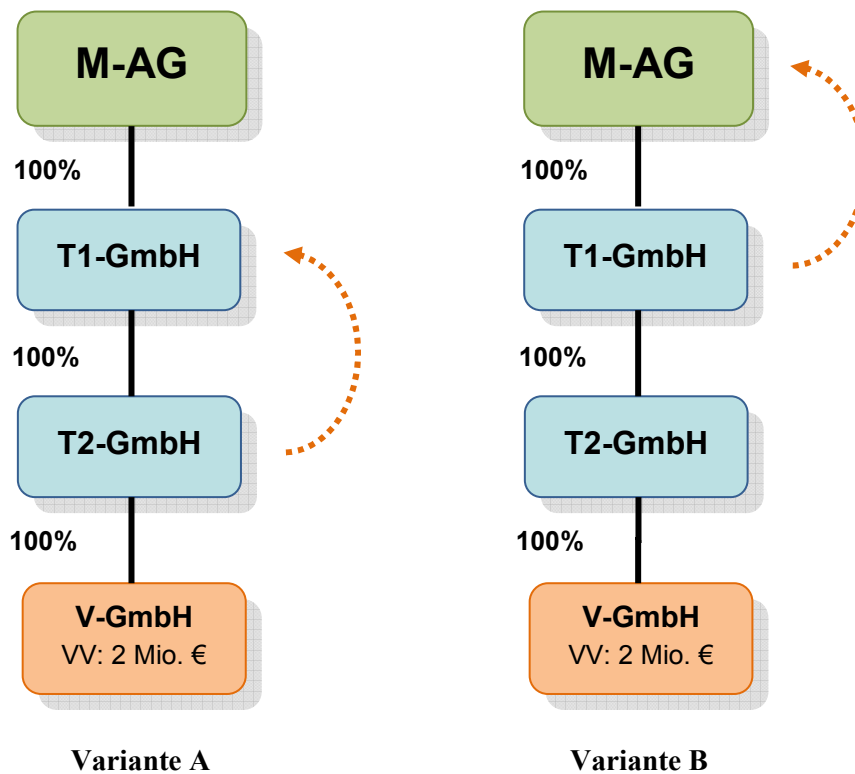 M-AG
100%
T1-GmbH
100%
T2-GmbH
100%
V-GmbH
VV: 2 Mio. €
Variante A
M-AG
100%
T1-GmbH
100%
T2-GmbH
100%
V-GmbH
VV: 2 Mio. €
Variante B